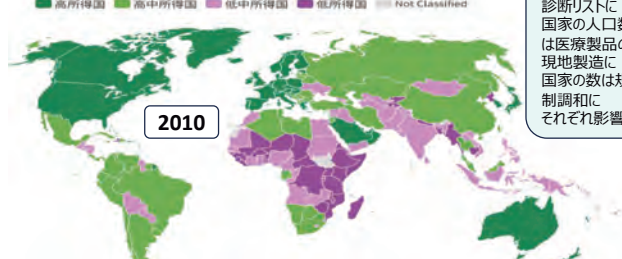 高所得国 高中所得国 低中所得国 低所得国 Not Classified
診断リストに
国家の人口数
は医療製品の
現地製造に
国家の数は規
制調和に
それぞれ影響
2010